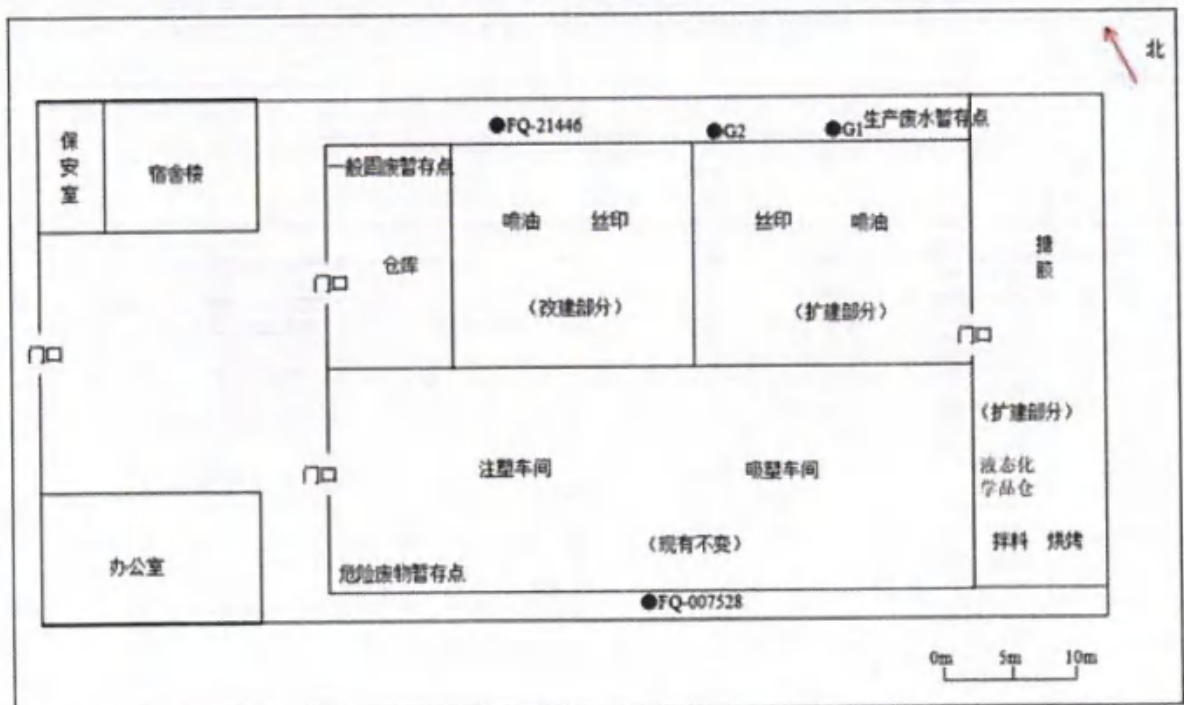 北
保安室
宿舍楼
●FQ-21446
●G2
●G1
生产废水暂存点
一般固废暂存点
喷油
丝印
丝印
喷油
搪胶
仓库
门口
(改建部分)
(扩建部分)
门口
门口
(扩建部分)
门口
注塑车间
吸塑车间
液态化
学品仓
(现有不变)
拌料
烘烤
办公室
危险废物暂存点
●FQ-007528
0m
5m
10m